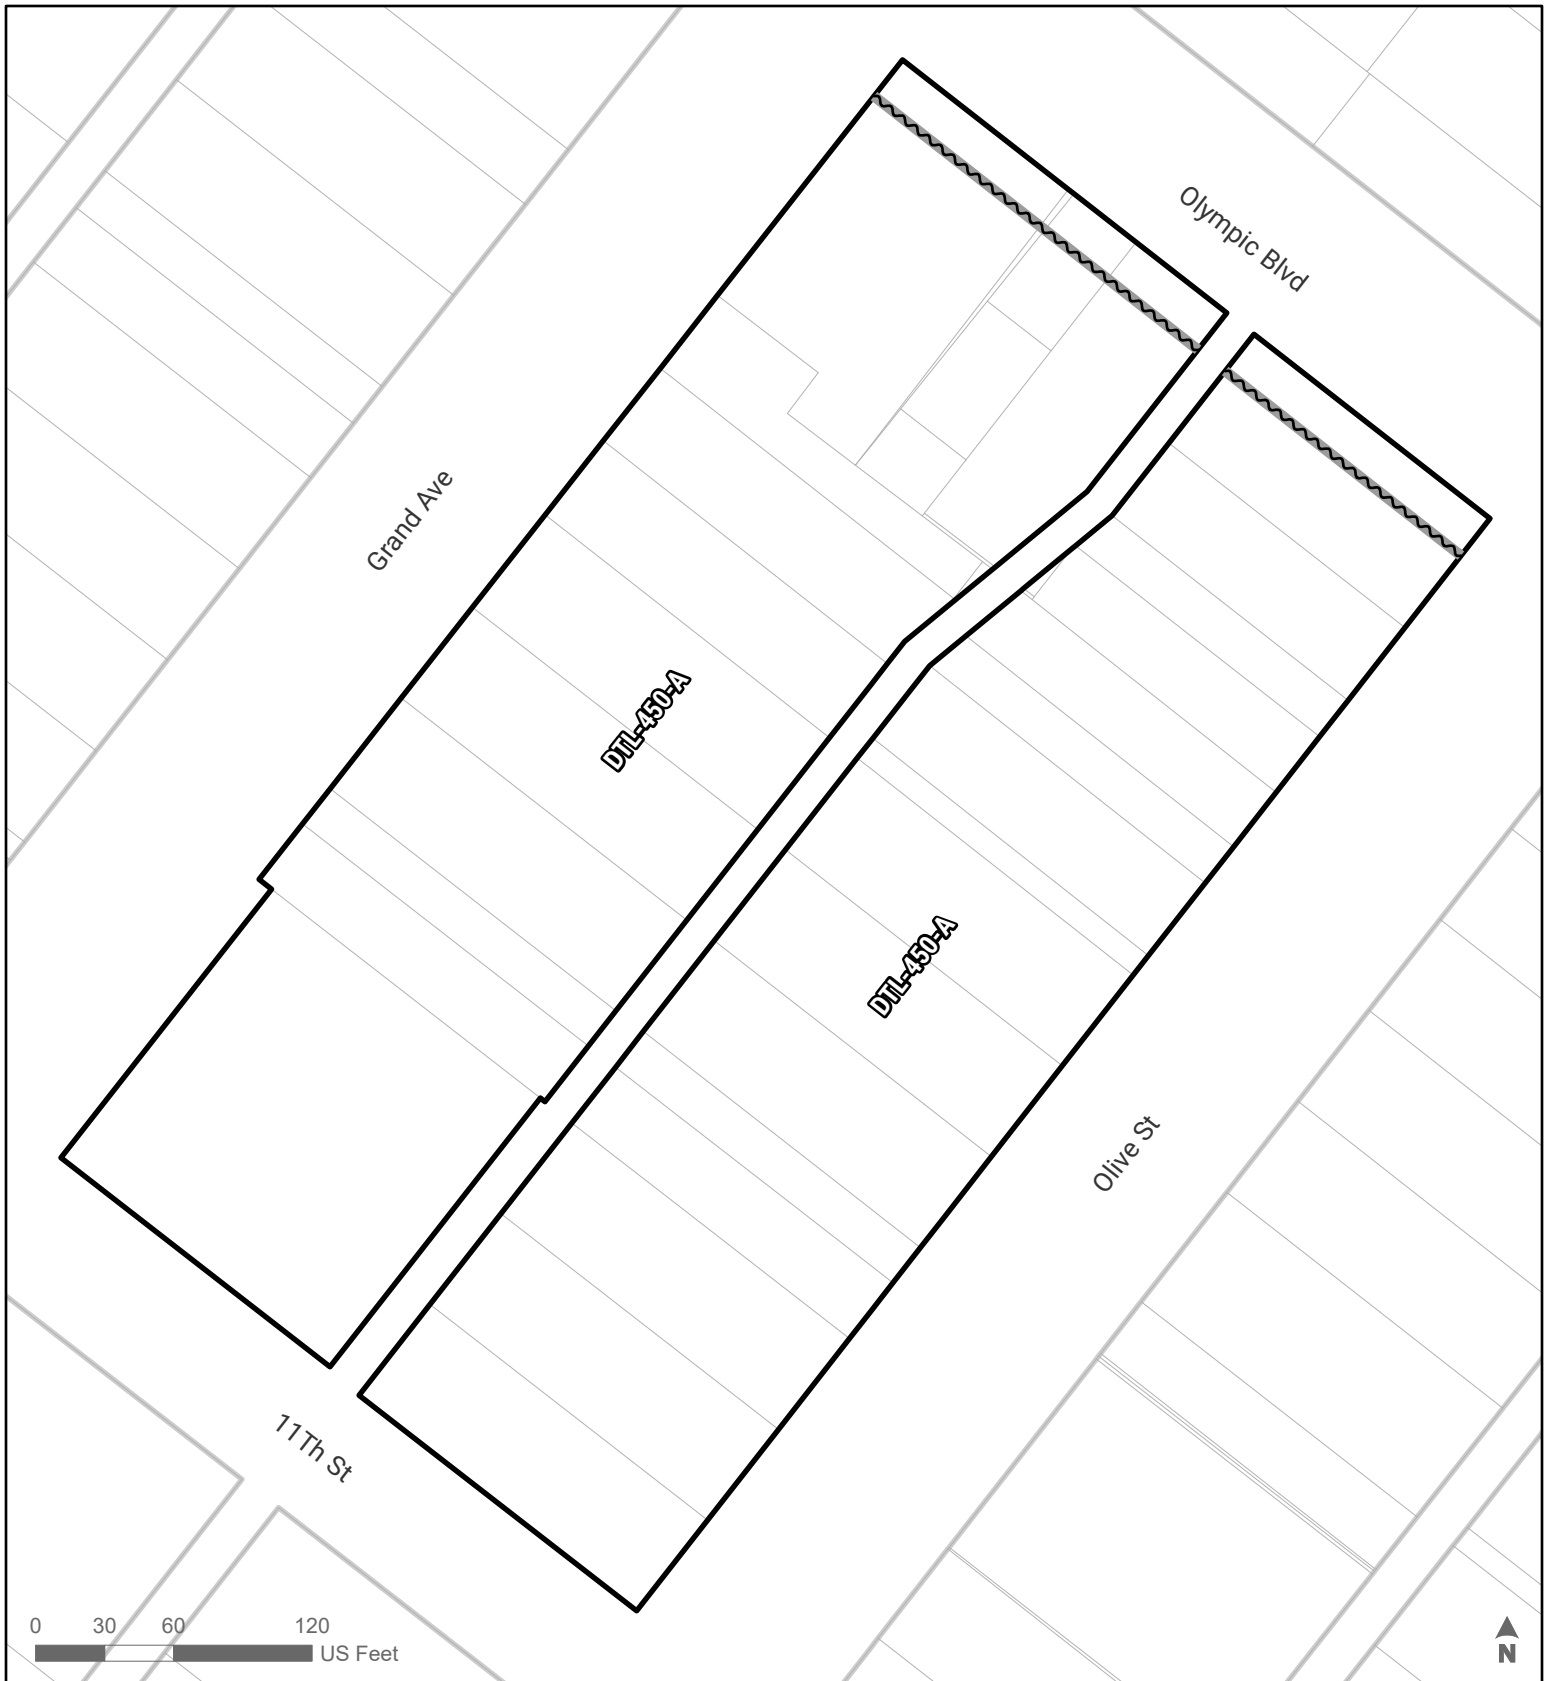 Olympic Blvd
Grand Ave
DTL-450-A
DTL-450-A
Olive St
11Th St
0 30 60 120
US Feet
N